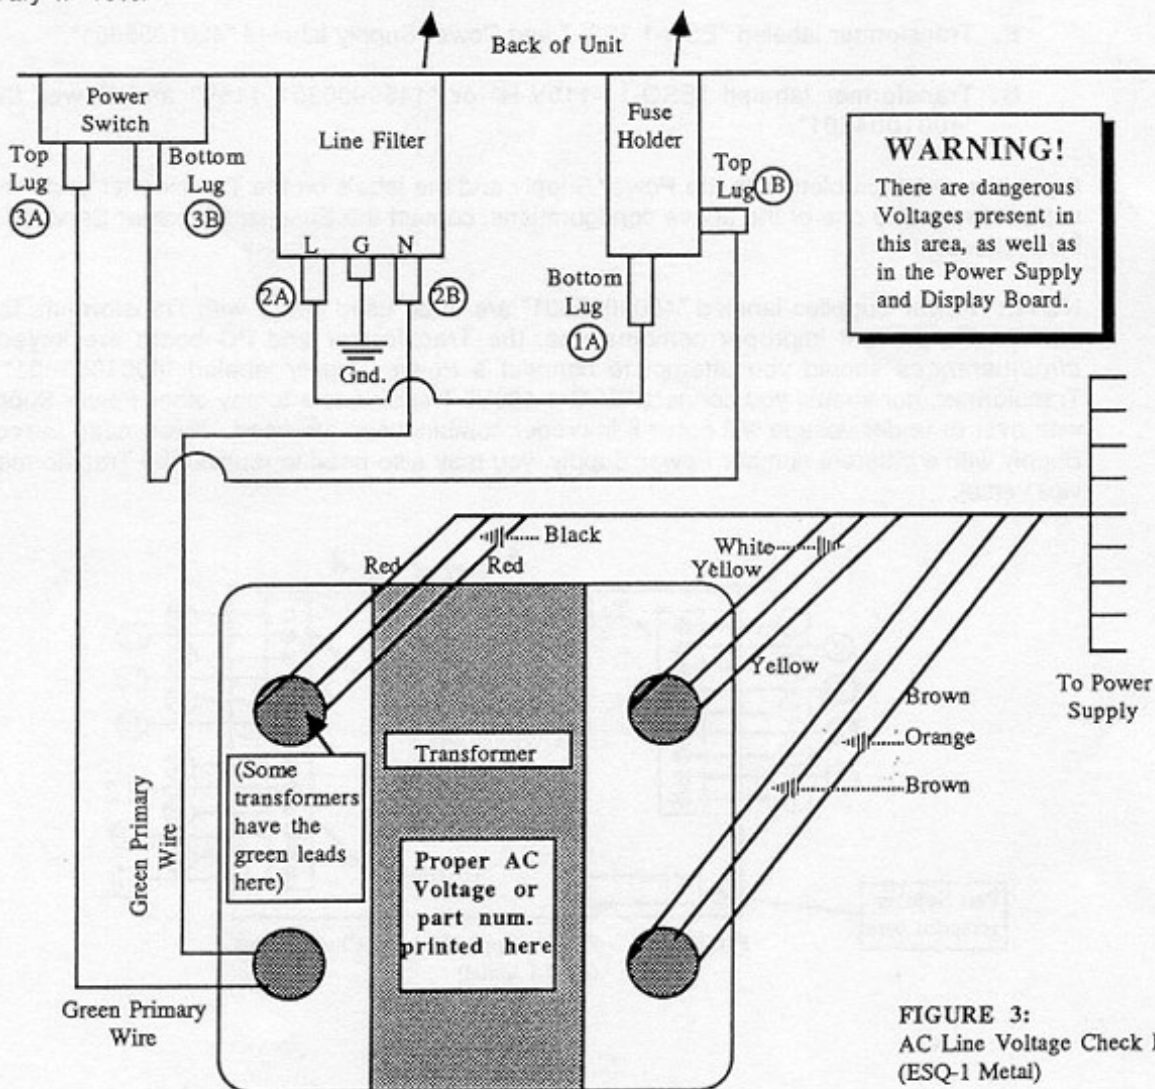 Back of Unit
Power
Switch
Line Filter
Fuse
Holder
Top
Lug
3A
Bottom
Lug
3B
Top
Lug
1B
L G N
2A
2B
Bottom
Lug
1A
Gnd.
WARNING!
There are dangerous
Voltages present in
this area, as well as
in the Power Supply
and Display Board.
Black
Red
Red
White
Yellow
Yellow
Brown
Orange
Brown
To Power
Supply
Transformer
(Some
transformers
have the
green leads
here)
Proper AC
Voltage or
part num.
printed here
Green Primary
Wire
Green Primary
Wire
FIGURE 3:
AC Line Voltage Check
(ESQ-1 Metal)